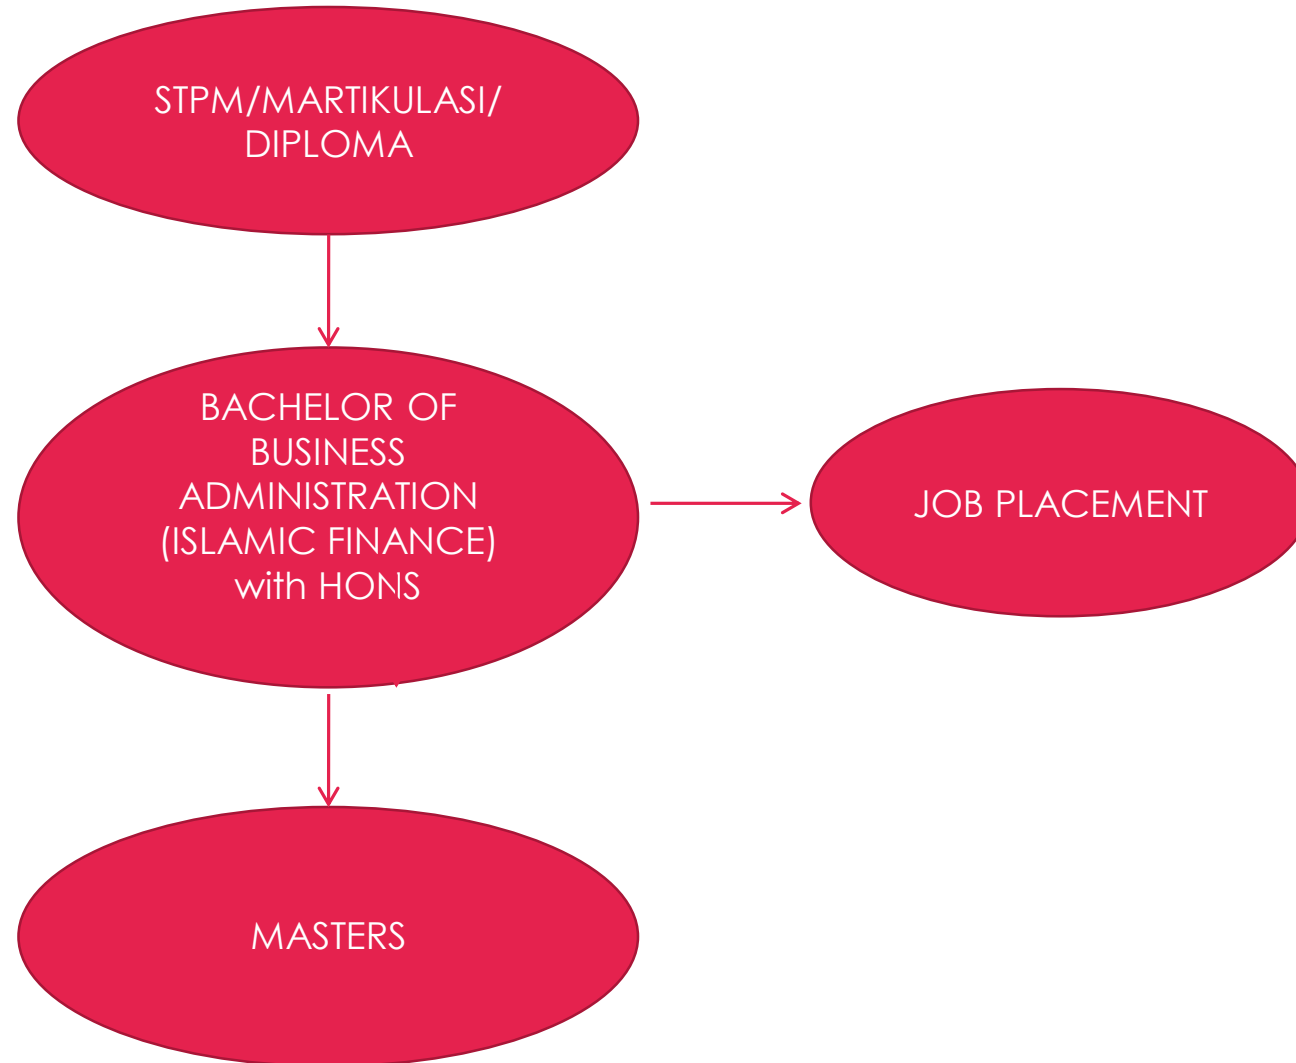 STPM/MARTIKULASI/
DIPLOMA
BACHELOR OF
BUSINESS
ADMINISTRATION
(ISLAMIC FINANCE)
with HONS
JOB PLACEMENT
MASTERS